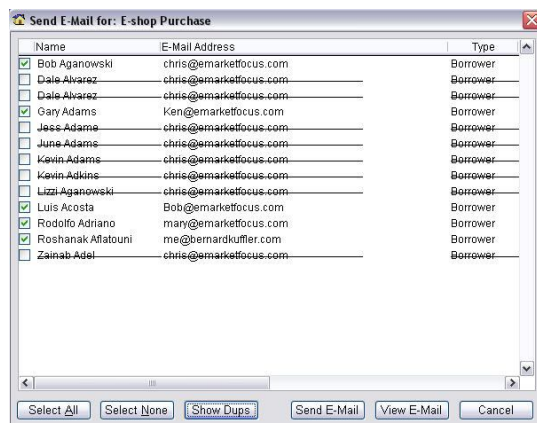 Send E-Mail for: E-shop Purchase
Name E-Mail Address Type
Bob Aganowski chris@emarketfocus.com Borrower
Dale Alvarez chris@emarketfocus.com Borrower
Dale Alvarez chris@emarketfocus.com Borrower
Gary Adams Ken@emarketfocus.com Borrower
Jess Adame chris@emarketfocus.com Borrower
June Adams chris@emarketfocus.com Borrower
Kevin Adams chris@emarketfocus.com Borrower
Kevin Adkins chris@emarketfocus.com Borrower
Lizzi Aganowski chris@emarketfocus.com Borrower
Luis Acosta Bob@emarketfocus.com Borrower
Rodolfo Adriano mary@emarketfocus.com Borrower
Roshanak Aflatouni me@bernardkuffler.com Borrower
Zainab Adel chris@emarketfocus.com Borrower
Select All Select None Show Dups Send E-Mail View E-Mail Cancel